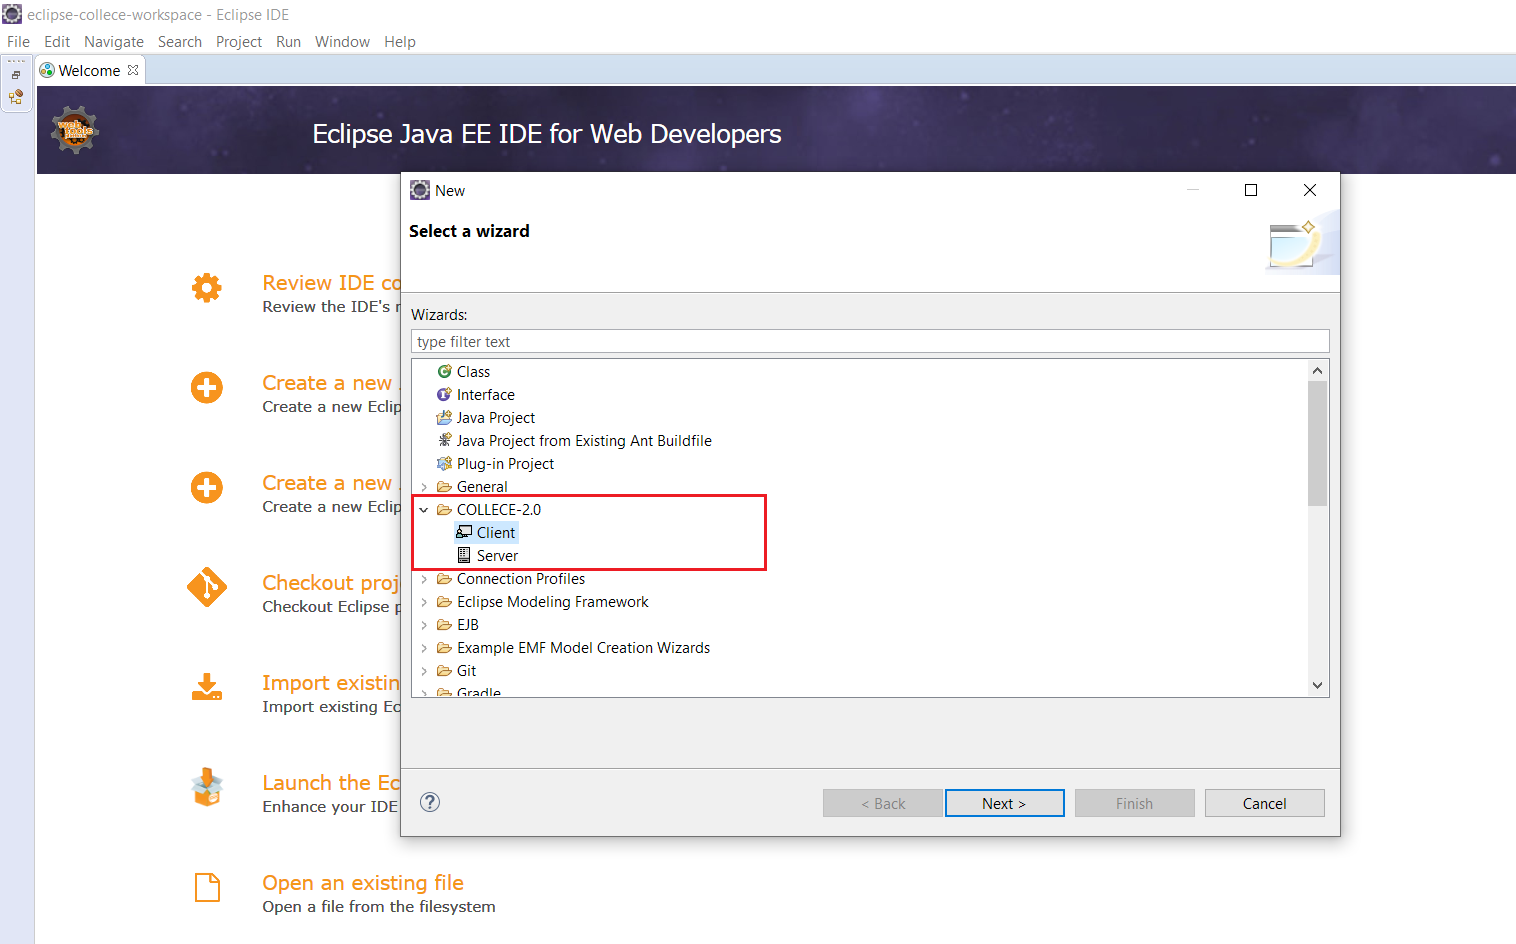 eclipse-collece-workspace - Eclipse IDE
File Edit Navigate Search Project Run Window Help
Welcome
web tools
Eclipse Java EE IDE for Web Developers
New
Select a wizard
Wizards:
type filter text
Class
Interface
Java Project
Java Project from Existing Ant Buildfile
Plug-in Project
General
COLLECE-2.0
Client
Server
Connection Profiles
Eclipse Modeling Framework
EJB
Example EMF Model Creation Wizards
Git
Gradle
< Back Next > Finish Cancel
Review IDE co
Review the IDE's
Create a new
Create a new Eclip
Create a new
Create a new Eclip
Checkout proj
Checkout Eclipse p
Import existin
Import existing Ec
Launch the Ec
Enhance your IDE
Open an existing file
Open a file from the filesystem